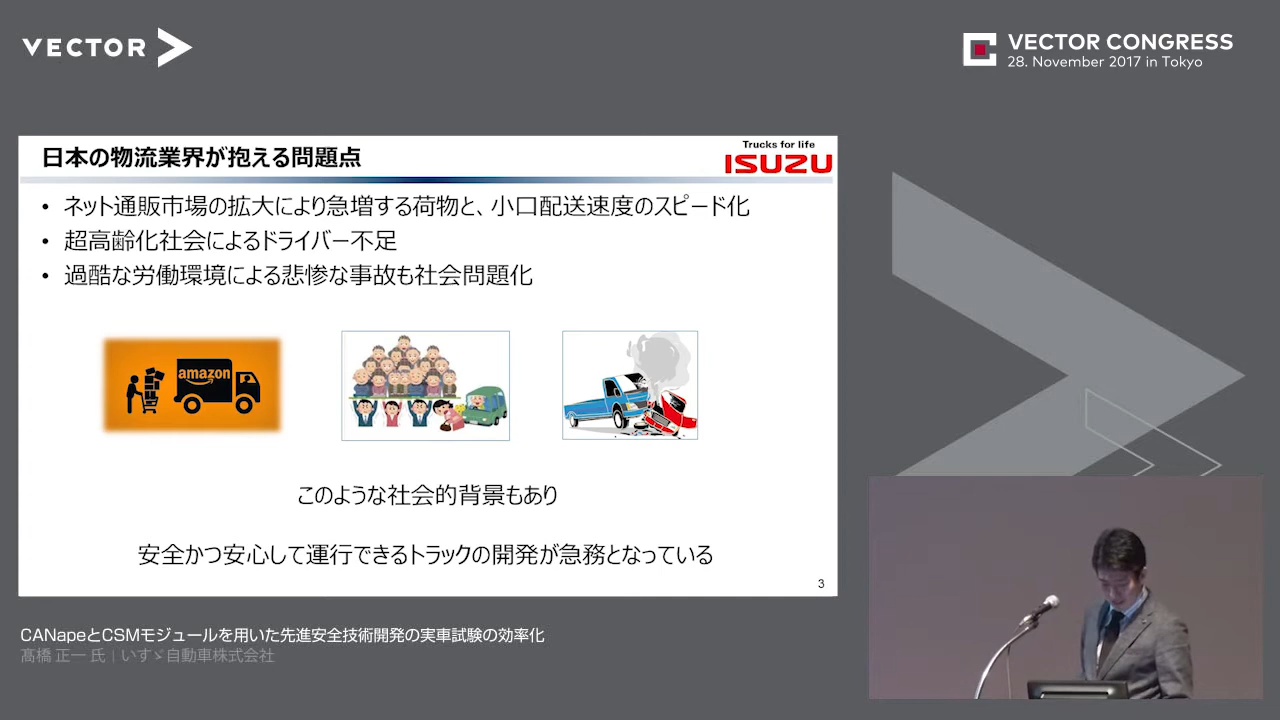 VECTOR
VECTOR CONGRESS
28. November 2017 in Tokyo
日本の物流業界が抱える問題点
Trucks for life
ISUZU
• ネット通販市場の拡大により急増する荷物と、小口配送速度のスピード化
• 超高齢化社会によるドライバー不足
• 過酷な労働環境による悲惨な事故も社会問題化
amazon
このような社会的背景もあり
安全かつ安心して運行できるトラックの開発が急務となっている
3
CANapeとCSMモジュールを用いた先進安全技術開発の実車試験の効率化
髙橋 正一 氏 | いすゞ自動車株式会社